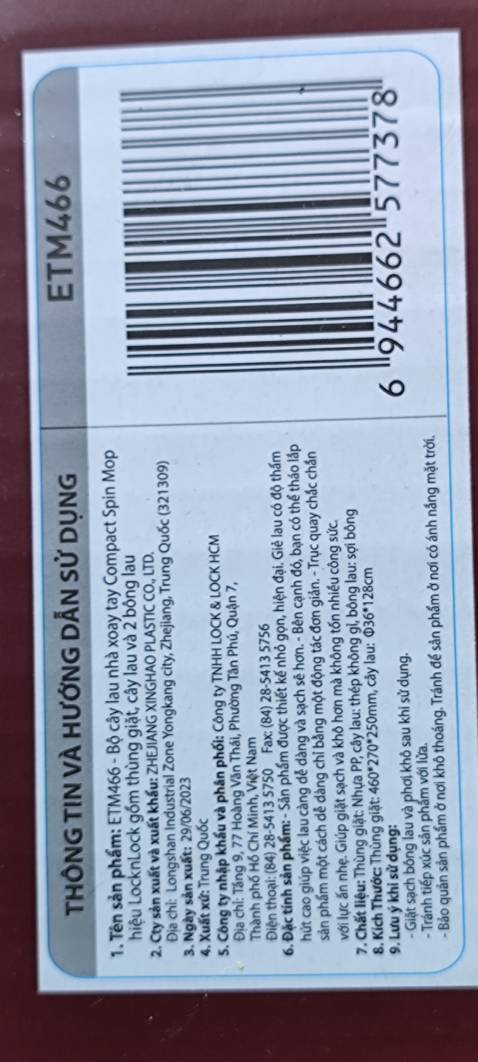 THÔNG TIN VÀ HƯỚNG DẪN SỬ DỤNG
ETM466
1. Tên sản phẩm: ETM466 - Bộ cây lau nhà xoay tay Compact Spin Mop
hiệu LocknLock gồm thùng giặt, cây lau và 2 bông lau
2. Cty sản xuất và xuất khẩu: ZHEJIANG XINGHAO PLASTIC CO., LTD.
Địa chỉ: Longshan Industrial Zone Yongkang city, Zhejiang, Trung Quốc (321309)
3. Ngày sản xuất: 29/06/2023
4. Xuất xứ: Trung Quốc
5. Công ty nhập khẩu và phân phối: Công ty TNHH LOCK & LOCK HCM
Địa chỉ: Tầng 9, 77 Hoàng Văn Thái, Phường Tân Phú, Quận 7,
Thành phố Hồ Chí Minh, Việt Nam
Điện thoại: (84) 28-5413 5750 Fax: (84) 28-5413 5756
6. Đặc tính sản phẩm: - Sản phẩm được thiết kế nhỏ gọn, hiện đại. Giẻ lau có độ thấm
hút cao giúp việc lau càng dễ dàng và sạch sẽ hơn. - Bên cạnh đó, bạn có thể tháo lắp
sản phẩm một cách dễ dàng chỉ bằng một động tác đơn giản. - Trục quay chắc chắn
với lực ấn nhẹ. Giúp giặt sạch và khô hơn mà không tốn nhiều công sức.
7. Chất liệu: Thùng giặt: Nhựa PP, cây lau: thép không gỉ, bông lau: sợi bông
8. Kích Thước: Thùng giặt: 460*270*250mm, cây lau: Φ36*128cm
9. Lưu ý khi sử dụng:
- Giặt sạch bông lau và phơi khô sau khi sử dụng.
- Tránh tiếp xúc sản phẩm với lửa.
- Bảo quản sản phẩm ở nơi khô thoáng. Tránh để sản phẩm ở nơi có ánh nắng mặt trời.
6 944662 577378